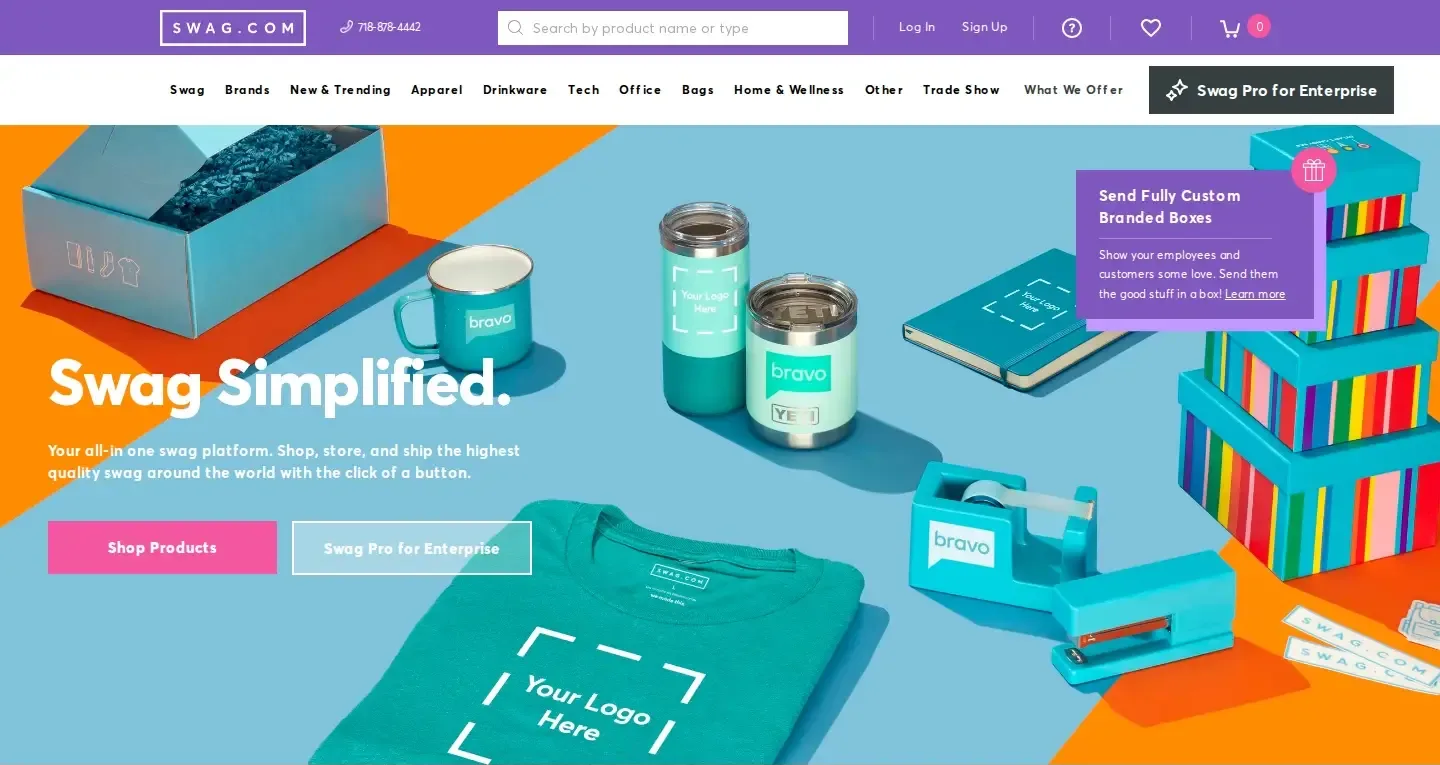 SWAG.COM
718-878-4442
Search by product name or type
Log In
Sign Up
?
0
Swag
Brands
New & Trending
Apparel
Drinkware
Tech
Office
Bags
Home & Wellness
Other
Trade Show
What We Offer
Swag Pro for Enterprise
Send Fully Custom
Branded Boxes
Show your employees and
customers some love. Send them
the good stuff in a box! Learn more
bravo
Your Logo
Here
YETI
bravo
YETI
Your Logo
Here
Swag Simplified.
Your all-in one swag platform. Shop, store, and ship the highest
quality swag around the world with the click of a button.
Shop Products
Swag Pro for Enterprise
bravo
SWAG.COM
L
we made this.
Your Logo
Here
SWAG.COM
SWAG.CO